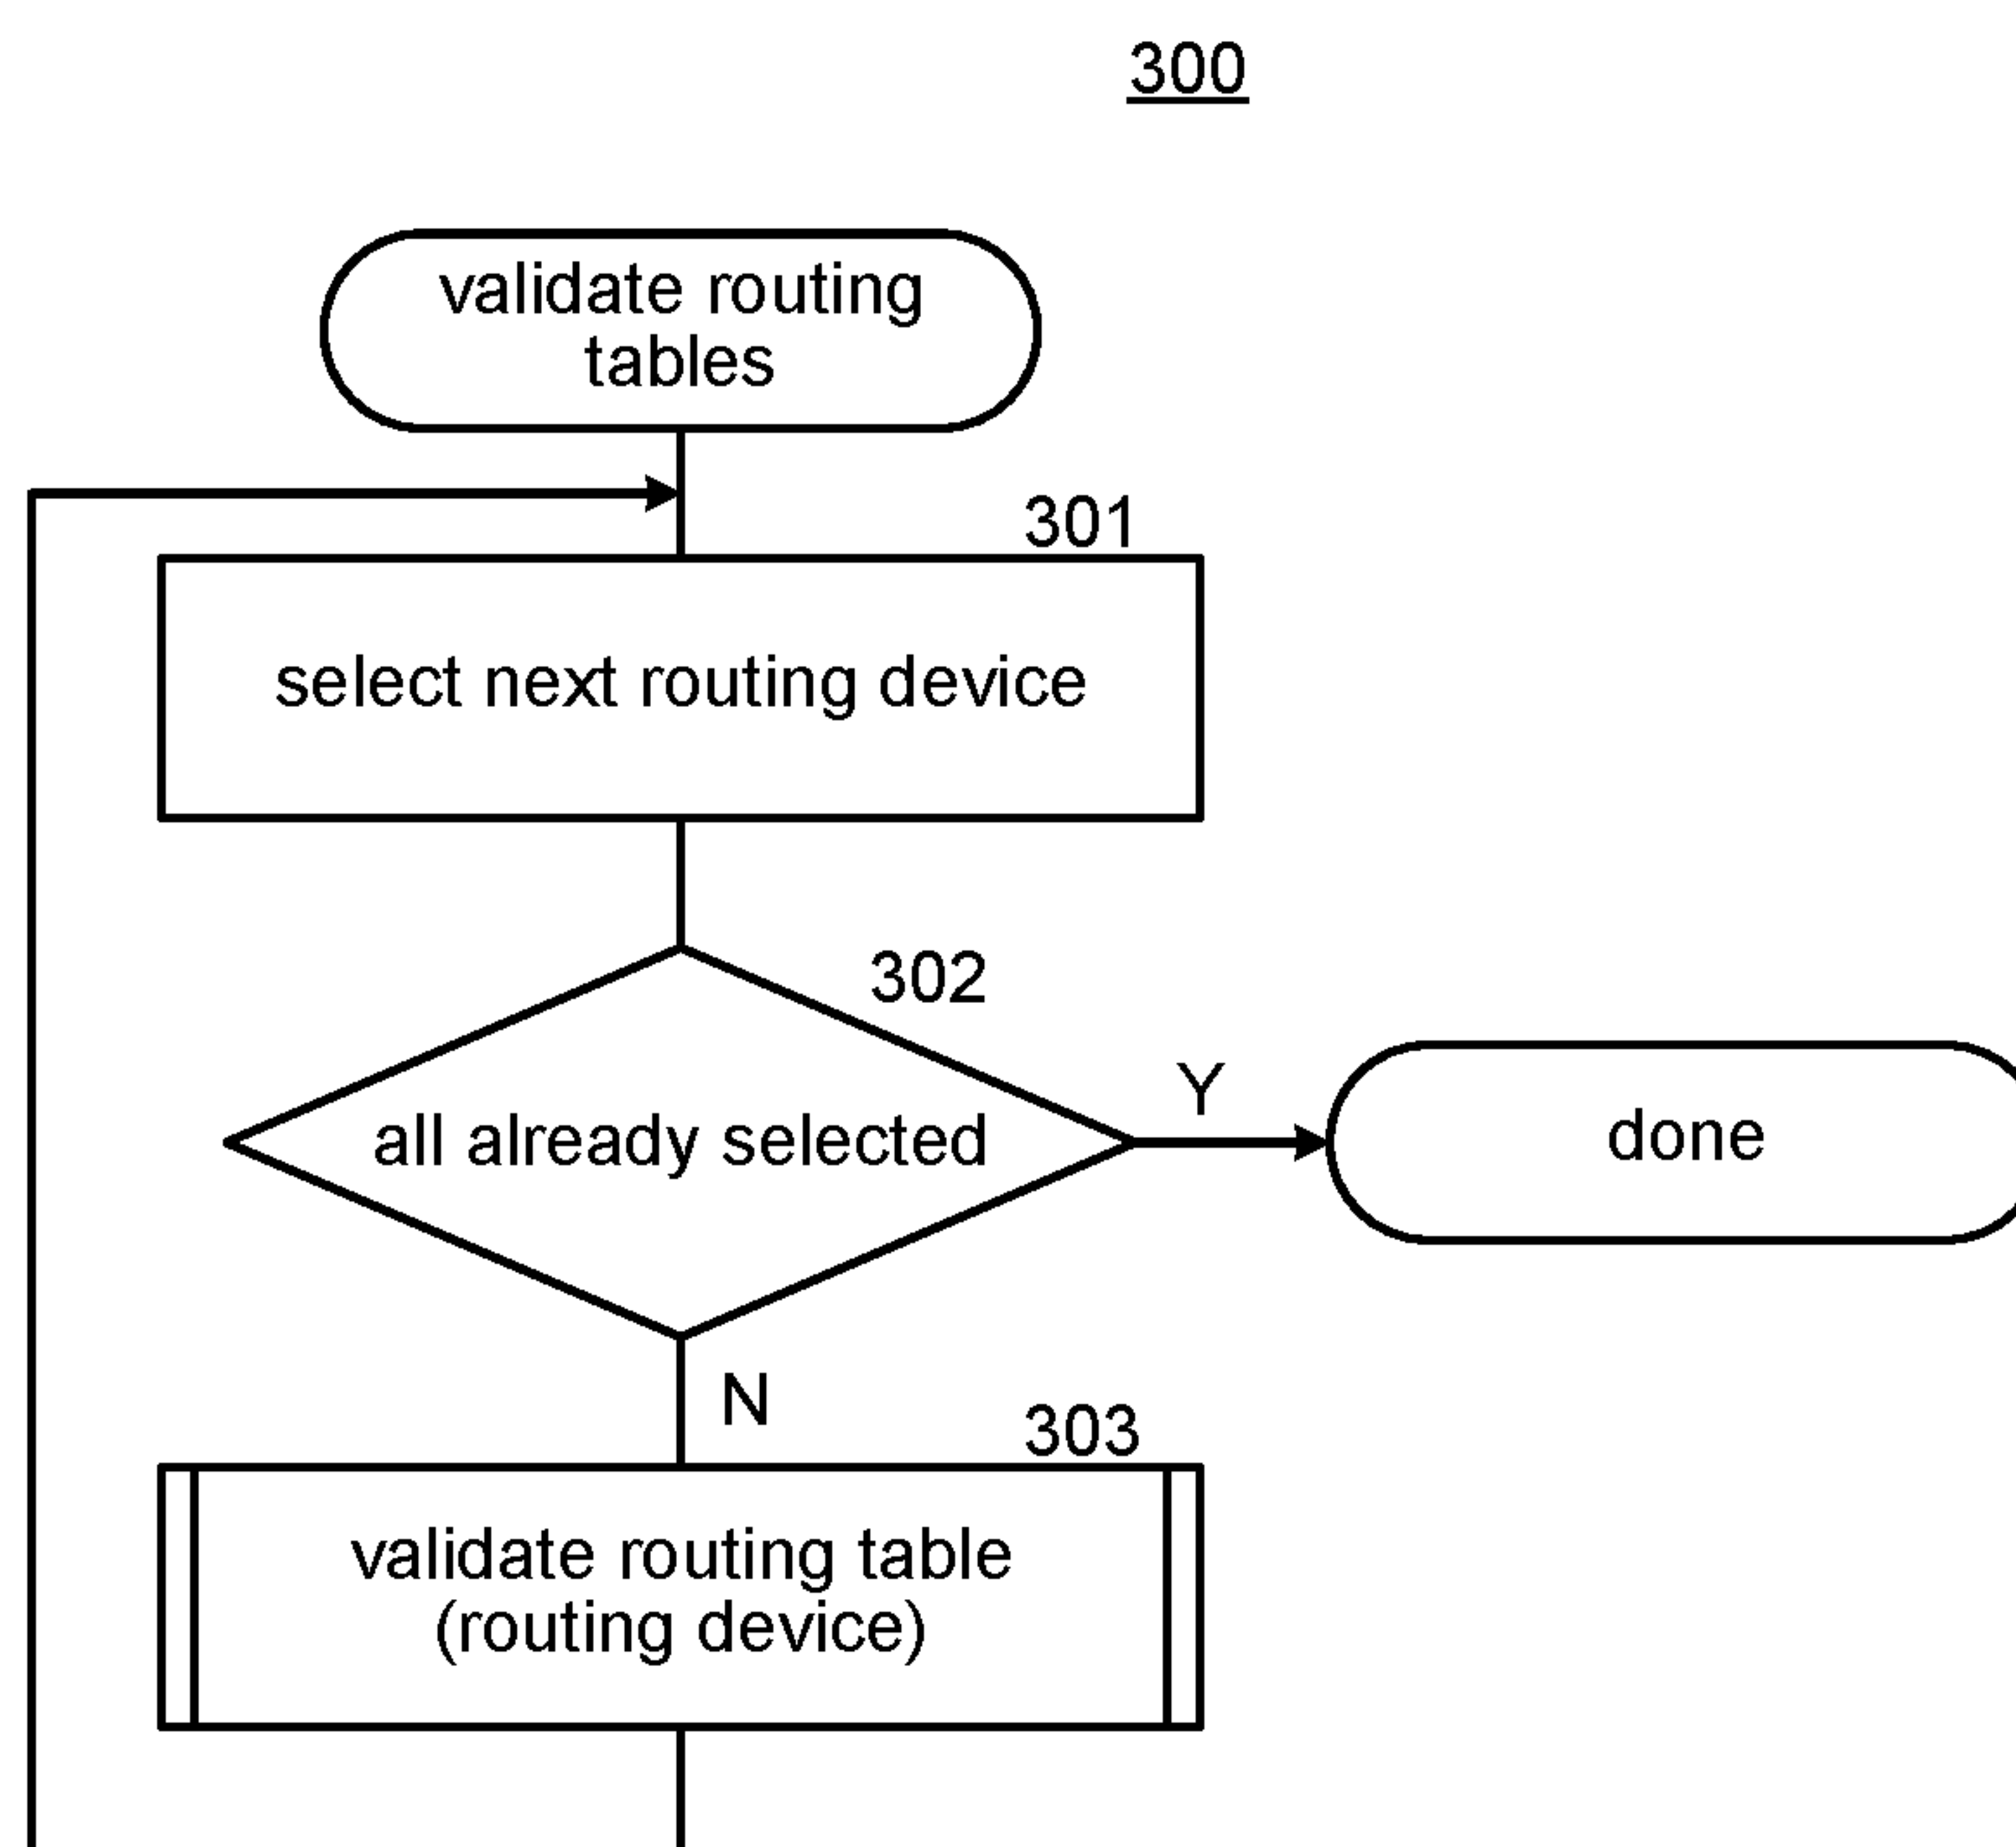 300
validate routing
tables
301
select next routing device
302
all already selected
Y
done
N
303
validate routing table
(routing device)